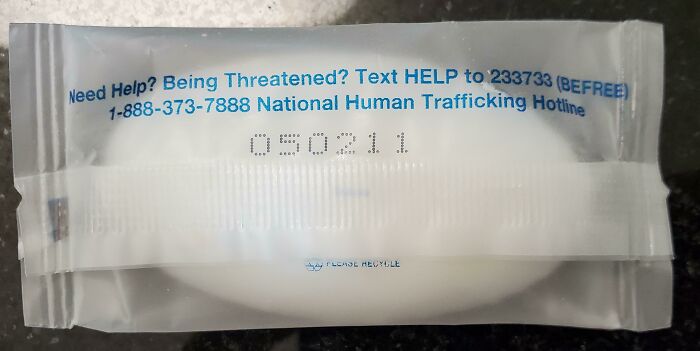 Need Help? Being Threatened? Text HELP to 233733 (BEFREE)
1-888-373-7888 National Human Trafficking Hotline
050211
PLEASE RECYCLE